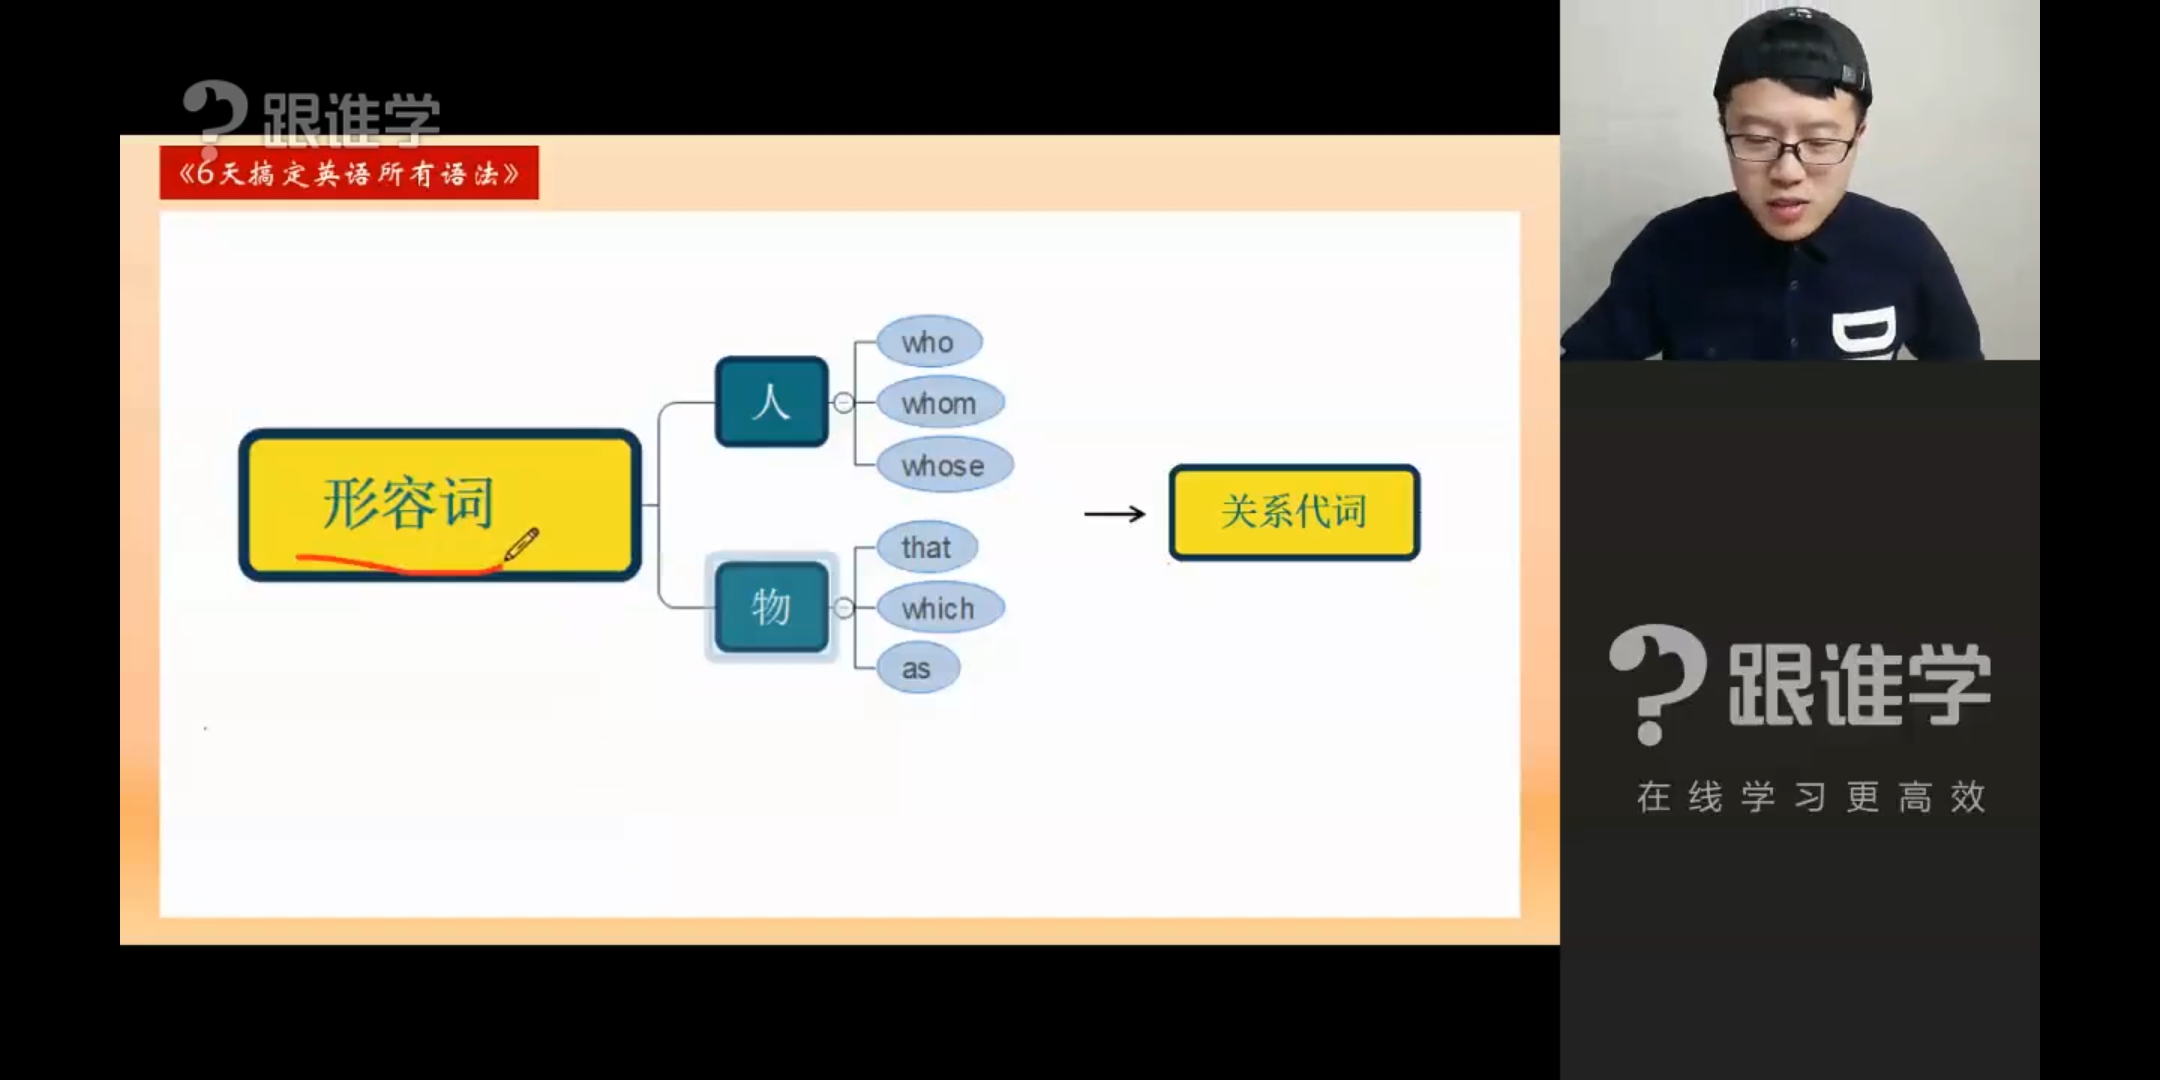 跟谁学
《6天搞定英语所有语法》
形容词
人
who
whom
whose
物
that
which
as
关系代词
跟谁学
在线学习更高效